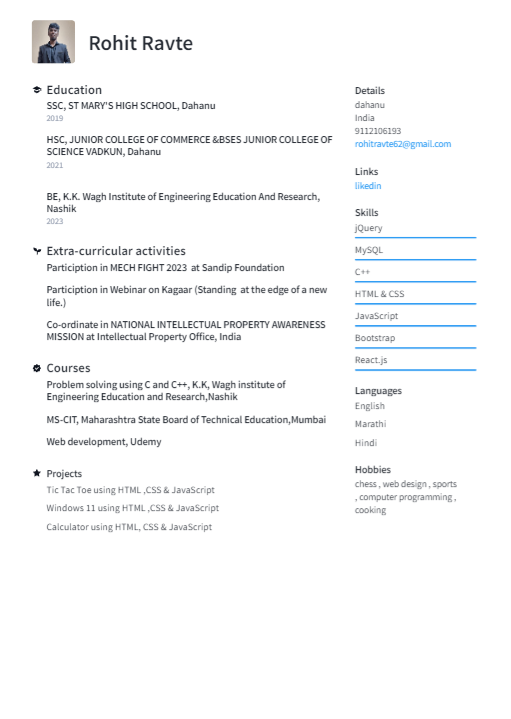 Rohit Ravte
Education
SSC, ST MARY'S HIGH SCHOOL, Dahanu
2019
HSC, JUNIOR COLLEGE OF COMMERCE &BSES JUNIOR COLLEGE OF
SCIENCE VADKUN, Dahanu
2021
BE, K.K. Wagh Institute of Engineering Education And Research,
Nashik
2023
Extra-curricular activities
Participction in MECH FIGHT 2023  at Sandip Foundation
Participction in Webinar on Kagaar (Standing  at the edge of a new
life.)
Co-ordinate in NATIONAL INTELLECTUAL PROPERTY AWARENESS
MISSION at Intellectual Property Office, India
Courses
Problem solving using C and C++, K.K, Wagh institute of
Engineering Education and Research,Nashik
MS-CIT, Maharashtra State Board of Technical Education,Mumbai
Web development, Udemy
Projects
Tic Tac Toe using HTML ,CSS & JavaScript
Windows 11 using HTML ,CSS & JavaScript
Calculator using HTML, CSS & JavaScript
Details
dahanu
India
9112106193
rohitravte62@gmail.com
Links
likedin
Skills
jQuery
MySQL
C++
HTML & CSS
JavaScript
Bootstrap
React.js
Languages
English
Marathi
Hindi
Hobbies
chess , web design , sports
, computer programming ,
cooking